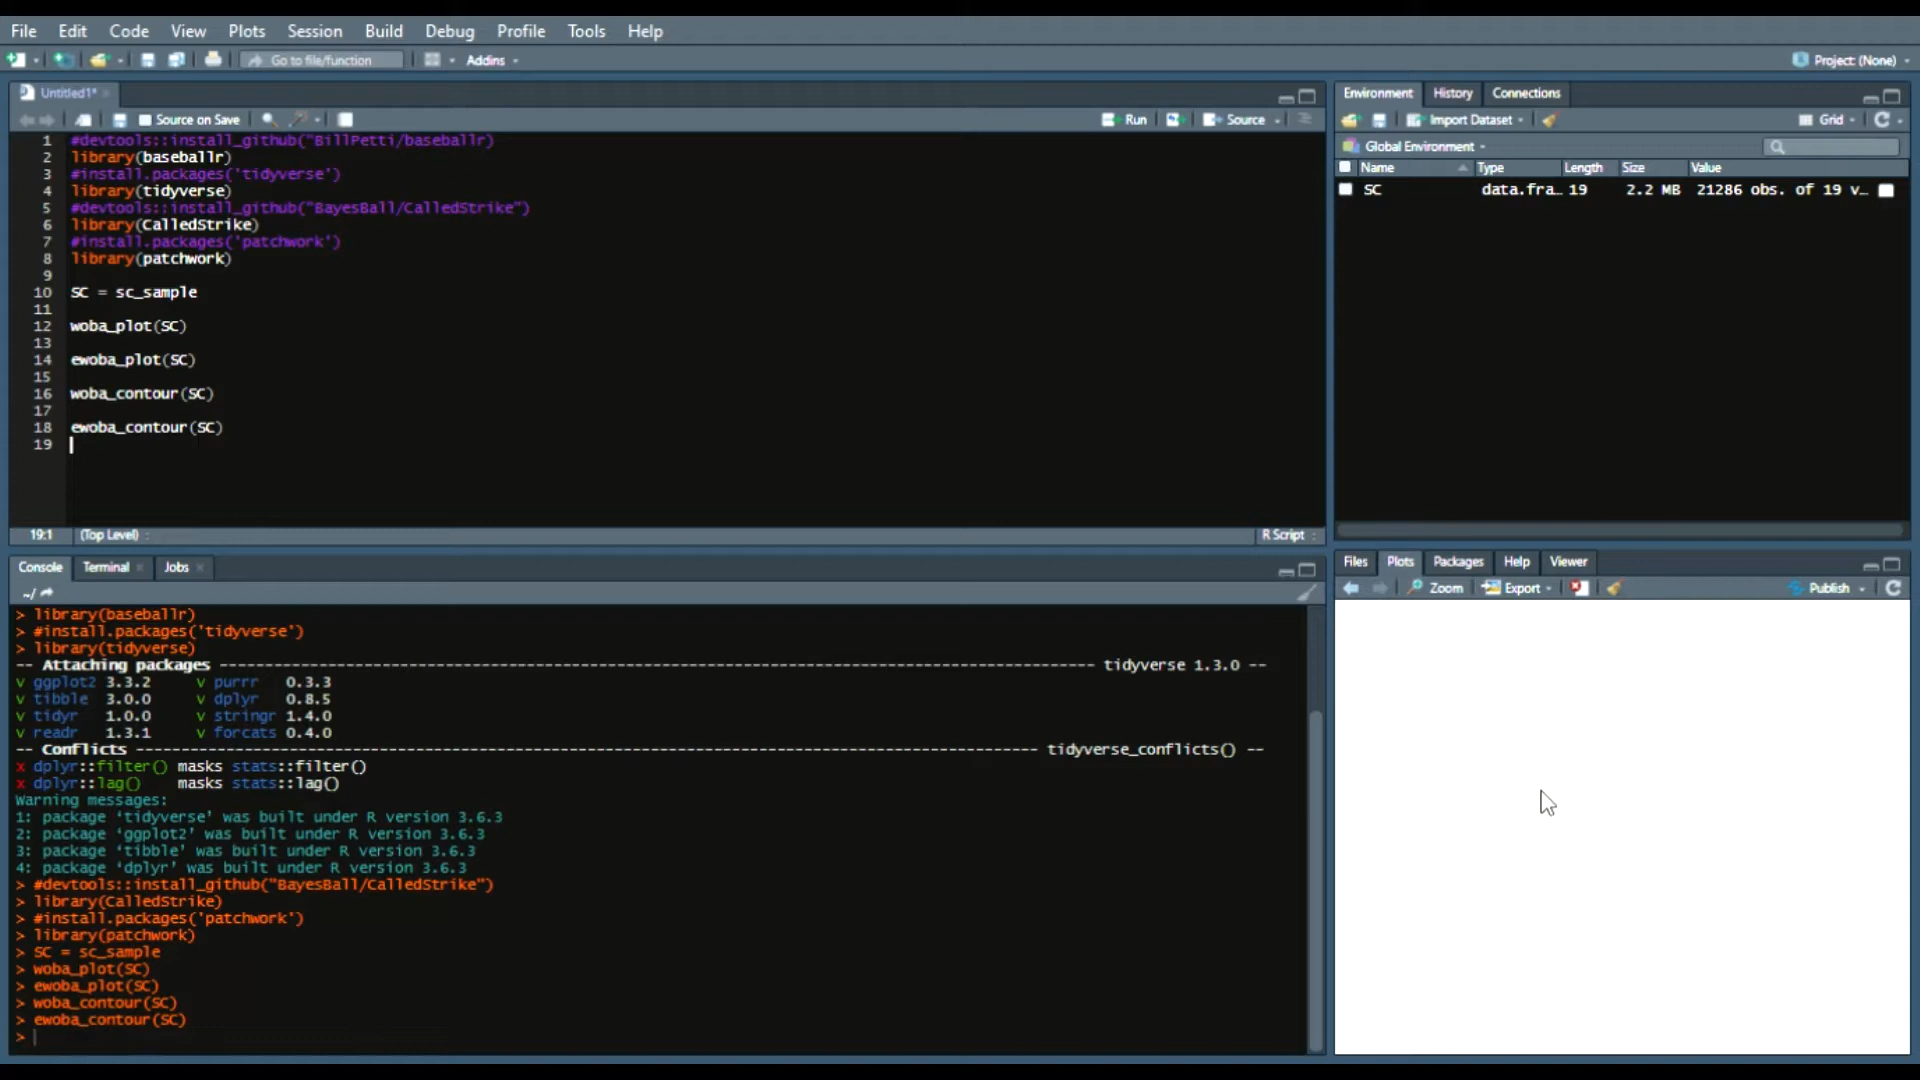 File Edit Code View Plots Session Build Debug Profile Tools Help
Go to file/function Addins Project: (None)
Untitled1*
Source on Save Run Source
1 #devtools::install_github("BillPetti/baseballr)
2 library(baseballr)
3 #install.packages('tidyverse')
4 library(tidyverse)
5 #devtools::install_github("BayesBall/CalledStrike")
6 library(CalledStrike)
7 #install.packages('patchwork')
8 library(patchwork)
9
10 SC = sc_sample
11
12 woba_plot(SC)
13
14 ewoba_plot(SC)
15
16 woba_contour(SC)
17
18 ewoba_contour(SC)
19
19:1 (Top Level) R Script
Console Terminal Jobs
~/
> library(baseballr)
> #install.packages('tidyverse')
> library(tidyverse)
-- Attaching packages ---------------------------------------- tidyverse 1.3.0 --
v ggplot2 3.3.2 v purrr 0.3.3
v tibble 3.0.0 v dplyr 0.8.5
v tidyr 1.0.0 v stringr 1.4.0
v readr 1.3.1 v forcats 0.4.0
-- Conflicts ---------------------------------------- tidyverse_conflicts() --
x dplyr::filter() masks stats::filter()
x dplyr::lag() masks stats::lag()
Warning messages:
1: package ‘tidyverse’ was built under R version 3.6.3
2: package ‘ggplot2’ was built under R version 3.6.3
3: package ‘tibble’ was built under R version 3.6.3
4: package ‘dplyr’ was built under R version 3.6.3
> #devtools::install_github("BayesBall/CalledStrike")
> library(CalledStrike)
> #install.packages('patchwork')
> library(patchwork)
> SC = sc_sample
> woba_plot(SC)
> ewoba_plot(SC)
> woba_contour(SC)
> ewoba_contour(SC)
>
Environment History Connections
Import Dataset Grid
Global Environment
Name Type Length Size Value
SC data.fra… 19 2.2 MB 21286 obs. of 19 v…
Files Plots Packages Help Viewer
Zoom Export Publish